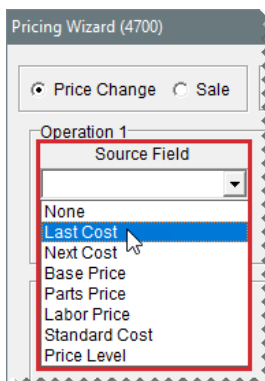 Pricing Wizard (4700)
Price Change Sale
Operation 1
Source Field
None
Last Cost
Next Cost
Base Price
Parts Price
Labor Price
Standard Cost
Price Level